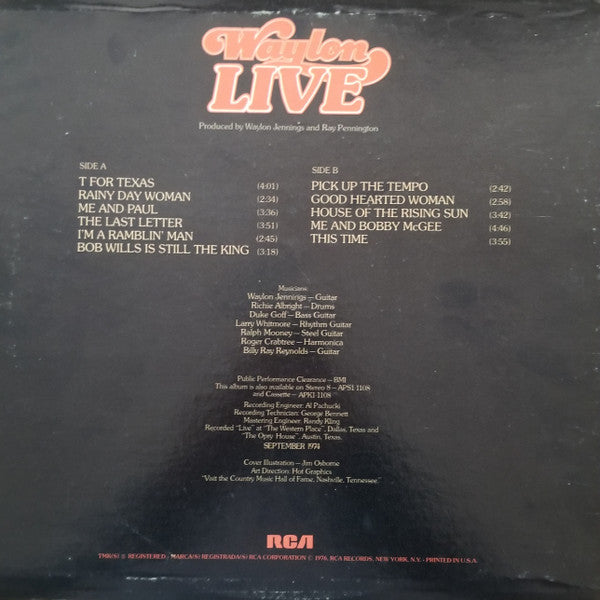 Waylon
LIVE
Produced by Waylon Jennings and Ray Pennington
SIDE A
T FOR TEXAS (4:01)
RAINY DAY WOMAN (2:34)
ME AND PAUL (3:36)
THE LAST LETTER (3:51)
I'M A RAMBLIN' MAN (2:45)
BOB WILLS IS STILL THE KING (3:18)
SIDE B
PICK UP THE TEMPO (2:42)
GOOD HEARTED WOMAN (2:58)
HOUSE OF THE RISING SUN (3:42)
ME AND BOBBY McGEE (4:46)
THIS TIME (3:55)
Musicians:
Waylon Jennings—Guitar
Richie Albright—Drums
Duke Goff—Bass Guitar
Larry Whitmore—Rhythm Guitar
Ralph Mooney—Steel Guitar
Roger Crabtree—Harmonica
Billy Ray Reynolds—Guitar
Public Performance Clearance—BMI
This album is also available on Stereo 8—APS1-1108
and Cassette—APK1-1108
Recording Engineer: Al Pachucki
Recording Technician: George Bennett
Mastering Engineer: Randy Kling
Recorded "Live" at "The Western Place", Dallas, Texas and
"The Opry House", Austin, Texas.
SEPTEMBER 1974
Cover Illustration—Jim Osborne
Art Direction: Hot Graphics
"Visit the Country Music Hall of Fame, Nashville, Tennessee."
RCA
TMK(S) ® REGISTERED, MARCA(S) REGISTRADA(S) RCA CORPORATION © 1976, RCA RECORDS, NEW YORK, N.Y. - PRINTED IN U.S.A.